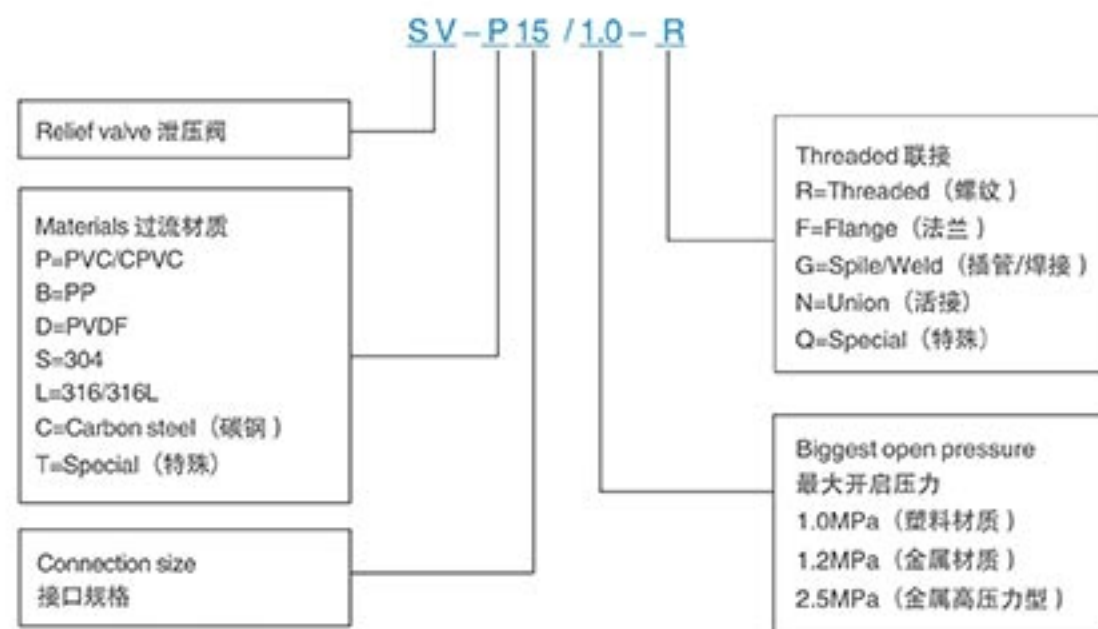 SV-P15/1.0-R
Relief valve 泄压阀
Materials 过流材质
P=PVC/CPVC
B=PP
D=PVDF
S=304
L=316/316L
C=Carbon steel（碳钢）
T=Special（特殊）
Connection size
接口规格
Threaded 联接
R=Threaded（螺纹）
F=Flange（法兰）
G=Spile/Weld（插管/焊接）
N=Union（活接）
Q=Special（特殊）
Biggest open pressure
最大开启压力
1.0MPa（塑料材质）
1.2MPa（金属材质）
2.5MPa（金属高压力型）